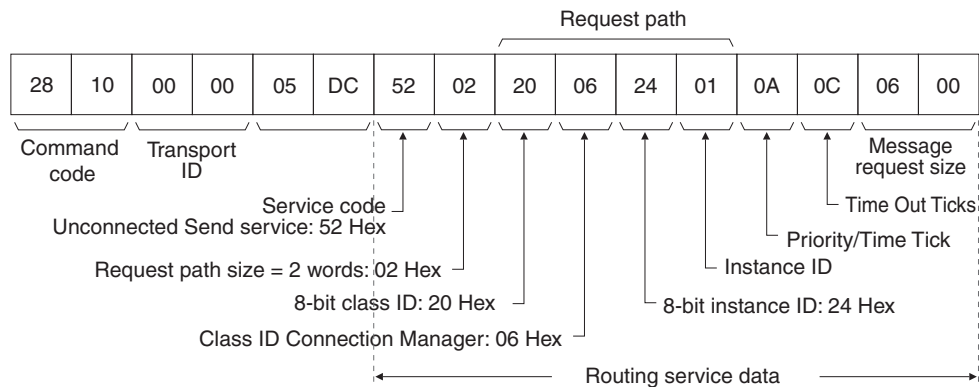 Request path
28 10 00 00 05 DC 52 02 20 06 24 01 0A 0C 06 00
Command
code
Transport
ID
Message
request size
Service code
Unconnected Send service: 52 Hex
Time Out Ticks
Priority/Time Tick
Request path size = 2 words: 02 Hex
Instance ID
8-bit class ID: 20 Hex
8-bit instance ID: 24 Hex
Class ID Connection Manager: 06 Hex
Routing service data